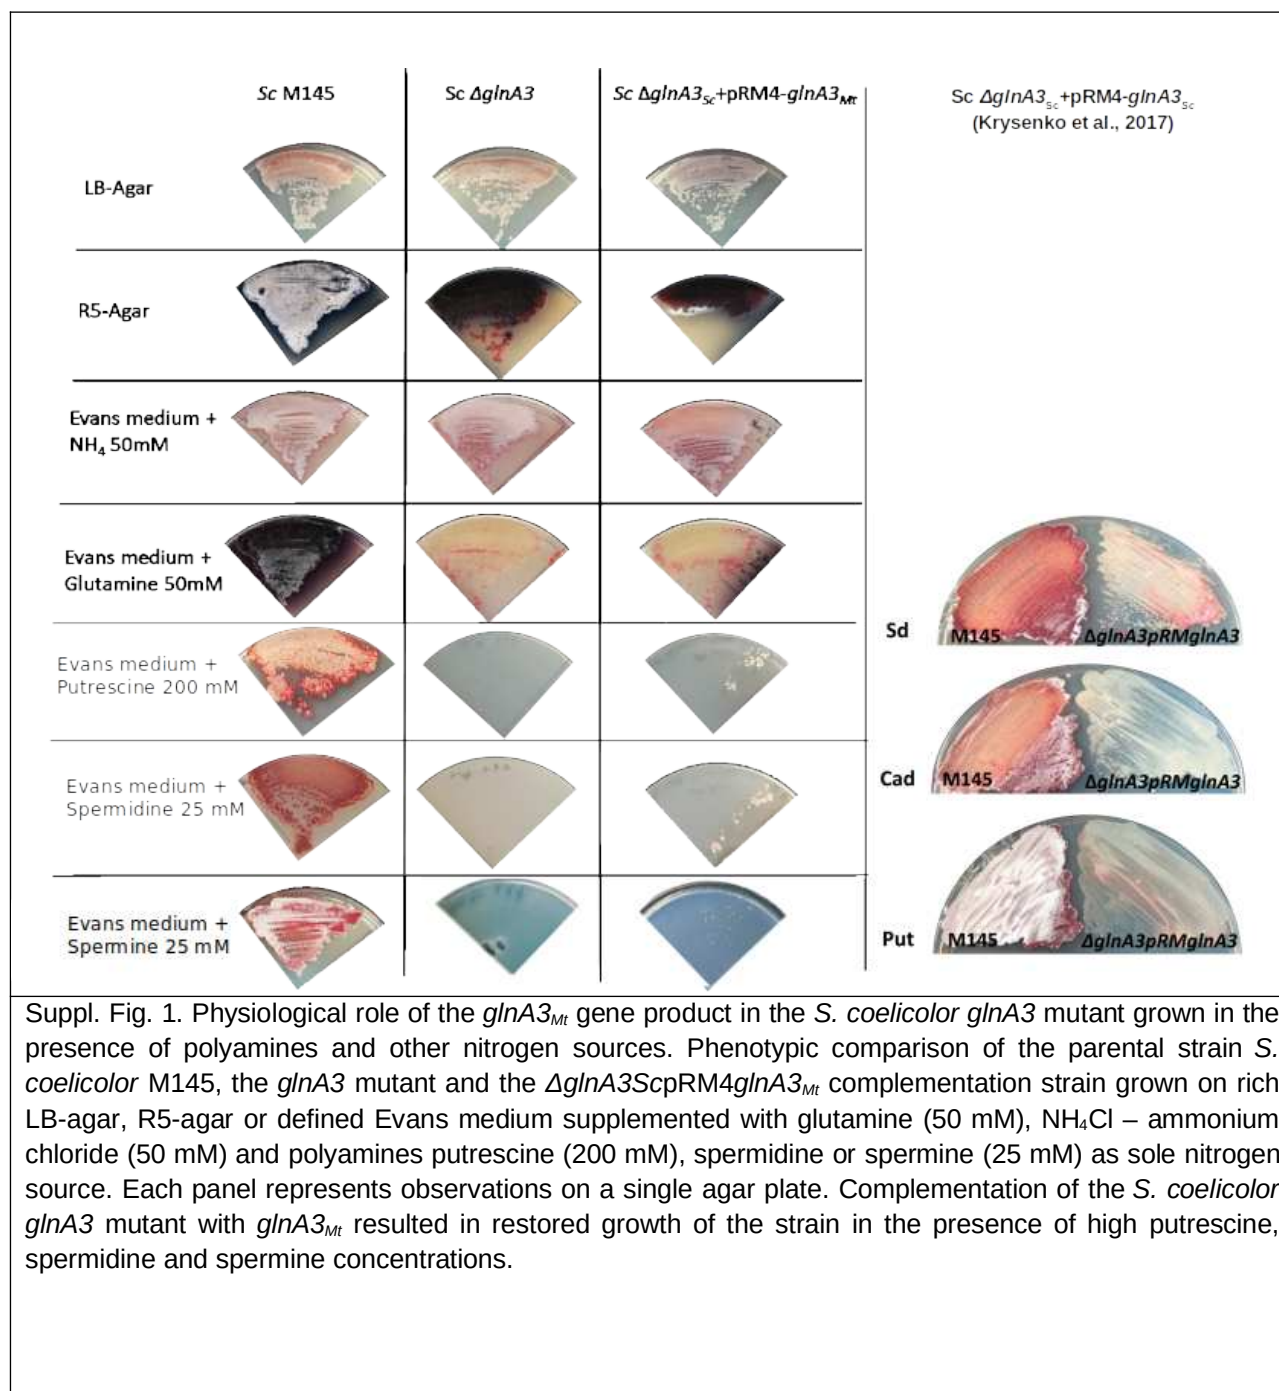 Sc M145
Sc ΔglnA3
Sc ΔglnA3Sc+pRM4-glnA3Mt
Sc ΔglnA3Sc+pRM4-glnA3Sc
(Krysenko et al., 2017)
LB-Agar
R5-Agar
Evans medium +
NH4 50mM
Evans medium +
Glutamine 50mM
Evans medium +
Putrescine 200 mM
Evans medium +
Spermidine 25 mM
Evans medium +
Spermine 25 mM
Sd
M145
ΔglnA3pRMglnA3
Cad
M145
ΔglnA3pRMglnA3
Put
M145
ΔglnA3pRMglnA3
Suppl. Fig. 1. Physiological role of the glnA3Mt gene product in the S. coelicolor glnA3 mutant grown in the
presence of polyamines and other nitrogen sources. Phenotypic comparison of the parental strain S.
coelicolor M145, the glnA3 mutant and the ΔglnA3ScpRM4glnA3Mt complementation strain grown on rich
LB-agar, R5-agar or defined Evans medium supplemented with glutamine (50 mM), NH4Cl – ammonium
chloride (50 mM) and polyamines putrescine (200 mM), spermidine or spermine (25 mM) as sole nitrogen
source. Each panel represents observations on a single agar plate. Complementation of the S. coelicolor
glnA3 mutant with glnA3Mt resulted in restored growth of the strain in the presence of high putrescine,
spermidine and spermine concentrations.